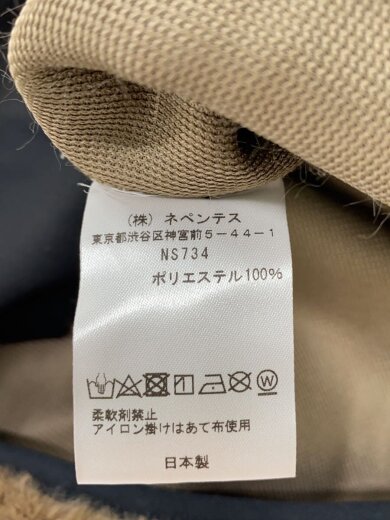 (株) ネペンテス
東京都渋谷区神宮前5-44-1
NS734
ポリエステル100%
柔軟剤禁止
アイロン掛けはあて布使用
日本製